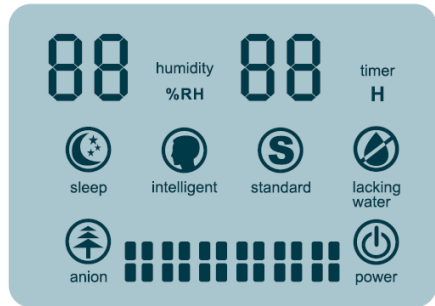 88 humidity %RH 88 timer H
sleep intelligent S standard lacking water
anion power